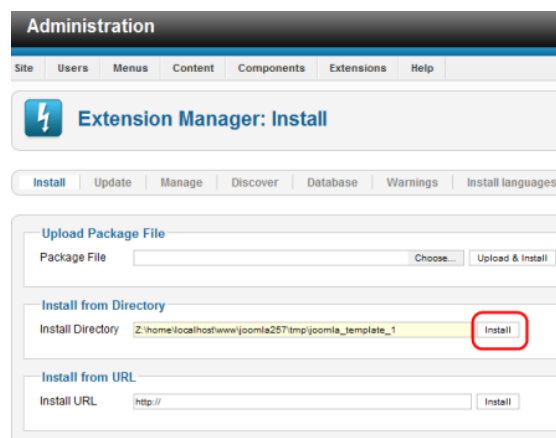 Administration
Site Users Menus Content Components Extensions Help
Extension Manager: Install
Install Update Manage Discover Database Warnings Install languages
Upload Package File
Package File Choose... Upload & Install
Install from Directory
Install Directory Z:\home\localhost\www\joomla257\tmp\joomla_template_1 Install
Install from URL
Install URL http:// Install